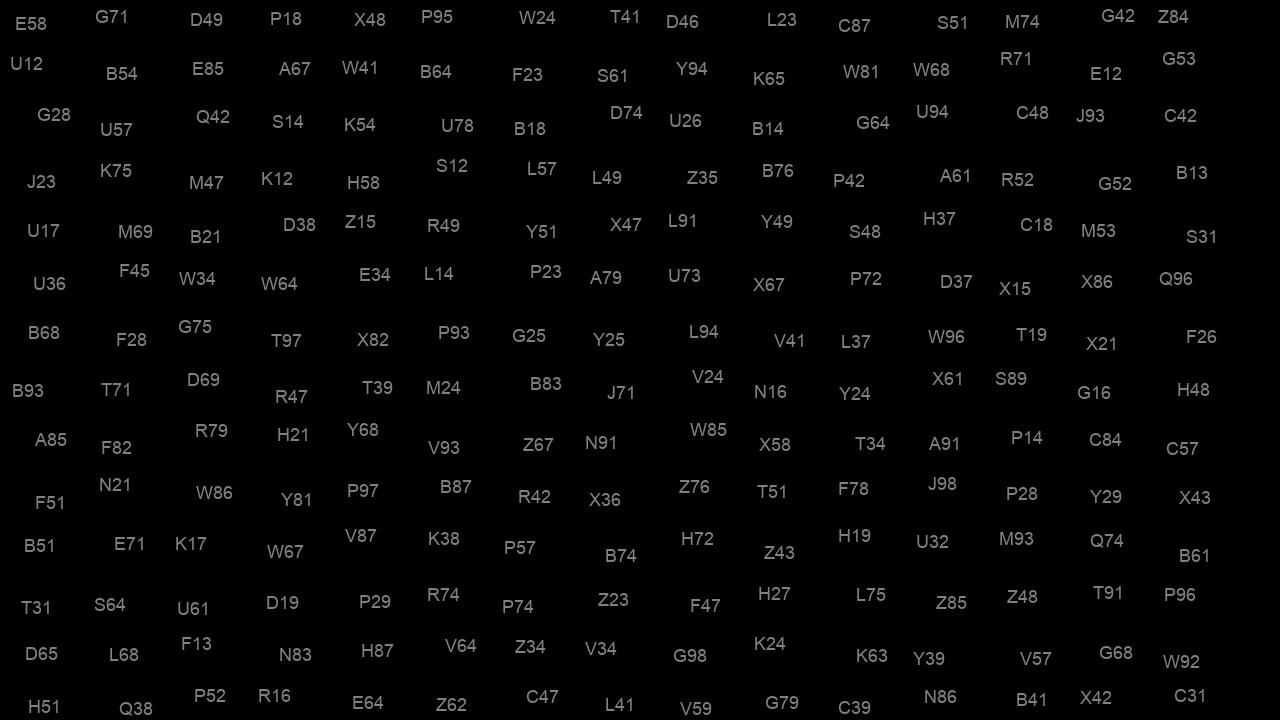 E58 G71 D49 P18 X48 P95 W24 T41 D46 L23 C87 S51 M74 G42 Z84
U12 B54 E85 A67 W41 B64 F23 S61 Y94 K65 W81 W68 R71 E12 G53
G28 U57 Q42 S14 K54 U78 B18 D74 U26 B14 G64 U94 C48 J93 C42
J23 K75 M47 K12 H58 S12 L57 L49 Z35 B76 P42 A61 R52 G52 B13
U17 M69 B21 D38 Z15 R49 Y51 X47 L91 Y49 S48 H37 C18 M53 S31
U36 F45 W34 W64 E34 L14 P23 A79 U73 X67 P72 D37 X15 X86 Q96
B68 F28 G75 T97 X82 P93 G25 Y25 L94 V41 L37 W96 T19 X21 F26
B93 T71 D69 R47 T39 M24 B83 J71 V24 N16 Y24 X61 S89 G16 H48
A85 F82 R79 H21 Y68 V93 Z67 N91 W85 X58 T34 A91 P14 C84 C57
F51 N21 W86 Y81 P97 B87 R42 X36 Z76 T51 F78 J98 P28 Y29 X43
B51 E71 K17 W67 V87 K38 P57 B74 H72 Z43 H19 U32 M93 Q74 B61
T31 S64 U61 D19 P29 R74 P74 Z23 F47 H27 L75 Z85 Z48 T91 P96
D65 L68 F13 N83 H87 V64 Z34 V34 G98 K24 K63 Y39 V57 G68 W92
H51 Q38 P52 R16 E64 Z62 C47 L41 V59 G79 C39 N86 B41 X42 C31